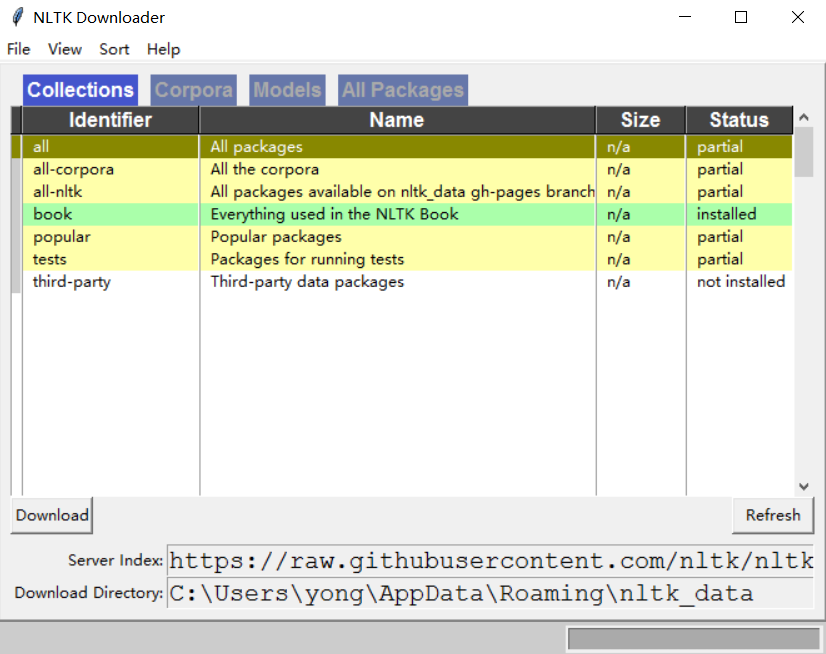 NLTK Downloader
File View Sort Help
Collections Corpora Models All Packages
Identifier Name Size Status
all All packages n/a partial
all-corpora All the corpora n/a partial
all-nltk All packages available on nltk_data gh-pages branch n/a partial
book Everything used in the NLTK Book n/a installed
popular Popular packages n/a partial
tests Packages for running tests n/a partial
third-party Third-party data packages n/a not installed
Download Refresh
Server Index: https://raw.githubusercontent.com/nltk/nltk
Download Directory: C:\Users\yong\AppData\Roaming\nltk_data